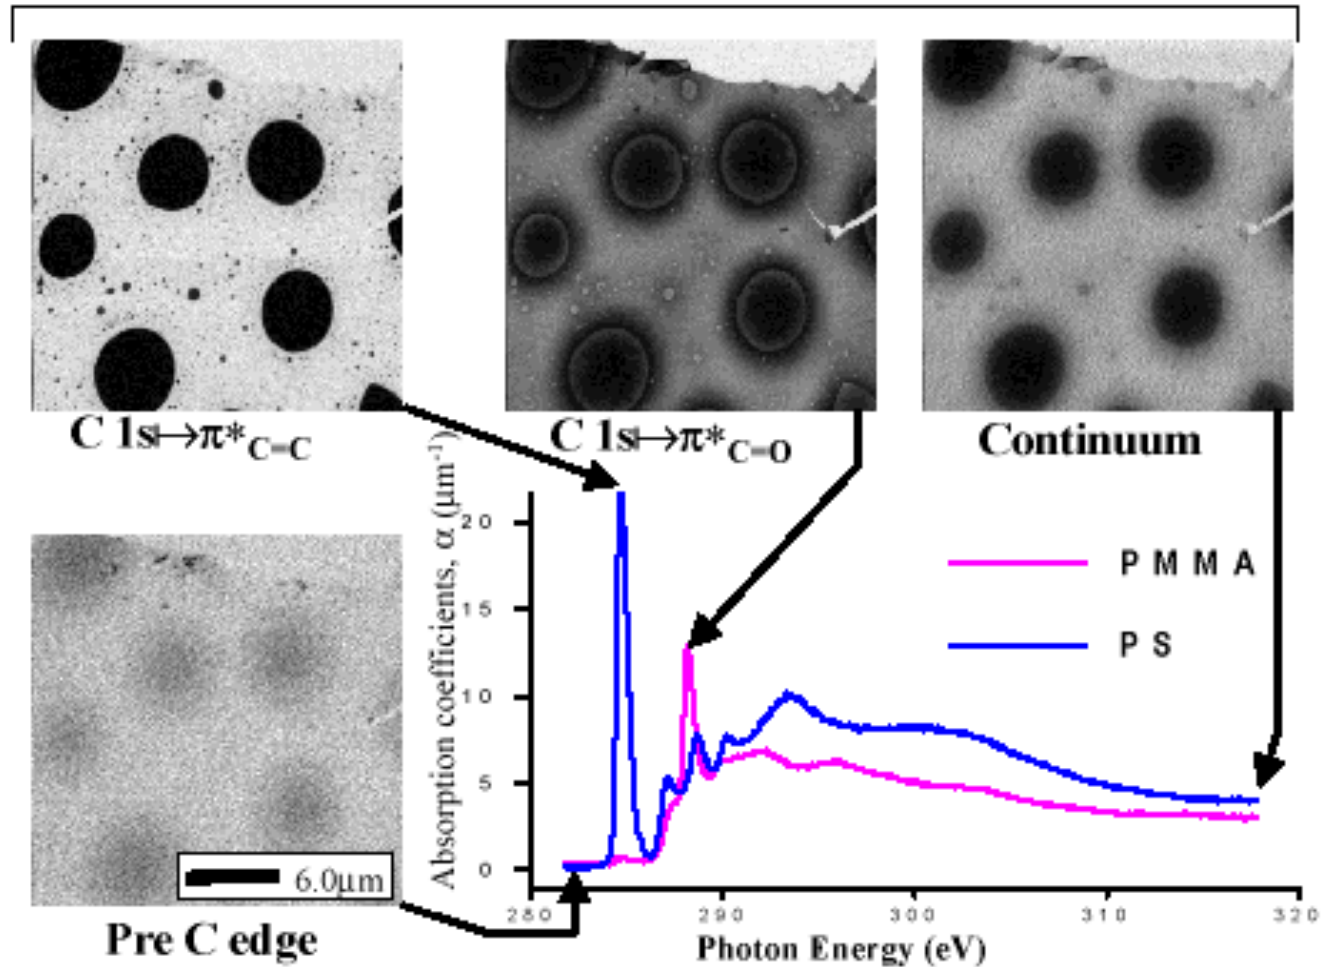 C 1s↦π*C=C
C 1s↦π*C=O
Continuum
Absorption coefficients, α (μm-1)
20
15
10
5
0
PMMA
PS
6.0μm
Pre C edge
280 290 300 310 320
Photon Energy (eV)